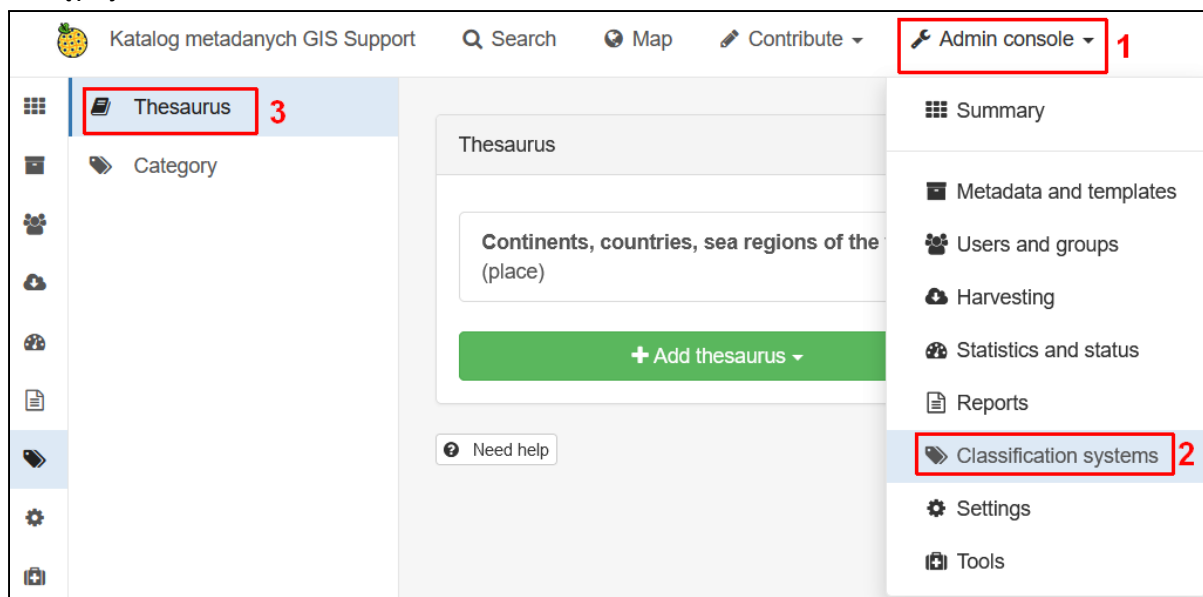 Katalog metadanych GIS Support Search Map Contribute Admin console 1
Thesaurus 3
Category
Thesaurus
Continents, countries, sea regions of the
(place)
+ Add thesaurus
Need help
Summary
Metadata and templates
Users and groups
Harvesting
Statistics and status
Reports
Classification systems 2
Settings
Tools